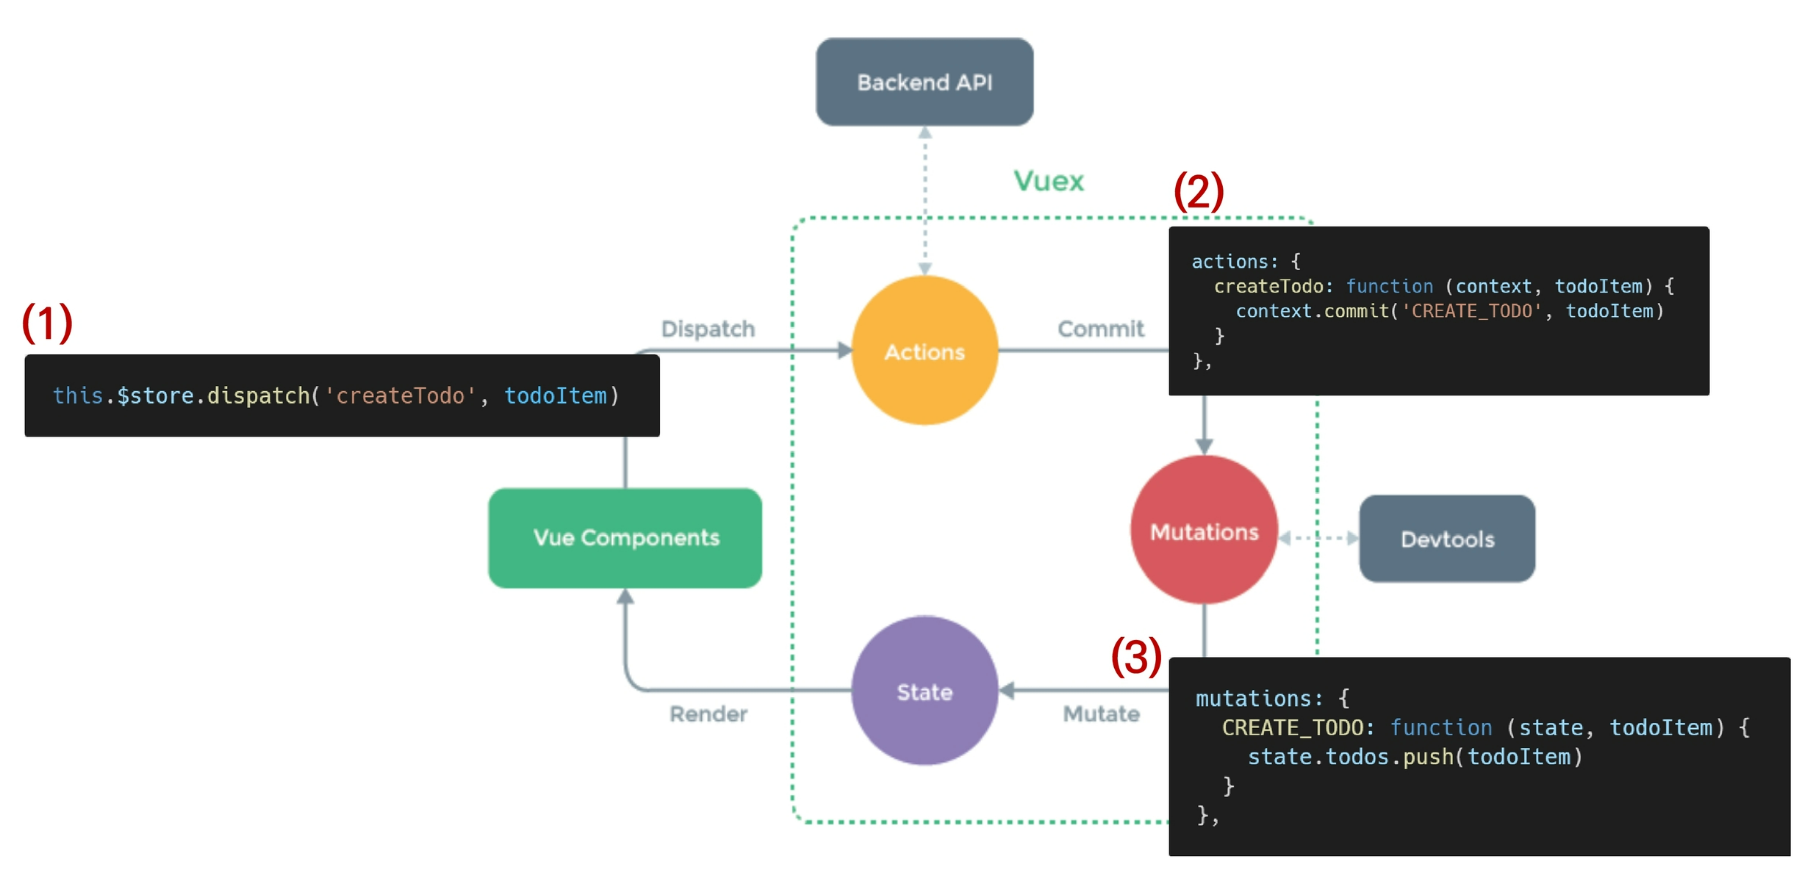 Backend API
Vuex
(2)
actions: {
createTodo: function (context, todoItem) {
context.commit('CREATE_TODO', todoItem)
}
},
(1)
Dispatch
Actions
Commit
this.$store.dispatch('createTodo', todoItem)
Vue Components
Mutations
Devtools
(3)
State
Render
Mutate
mutations: {
CREATE_TODO: function (state, todoItem) {
state.todos.push(todoItem)
}
},